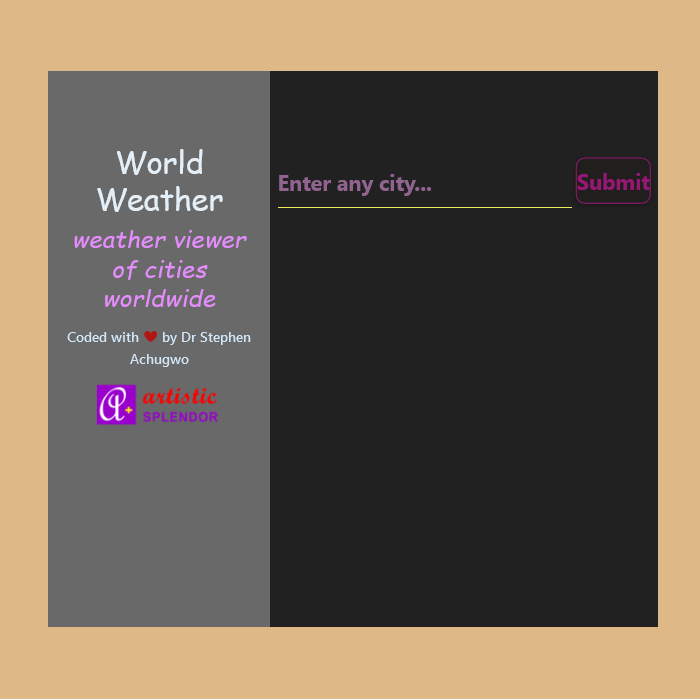 World
Weather
weather viewer
of cities
worldwide
Coded with ❤ by Dr Stephen
Achugwo
artistic
SPLENDOR
Enter any city...
Submit